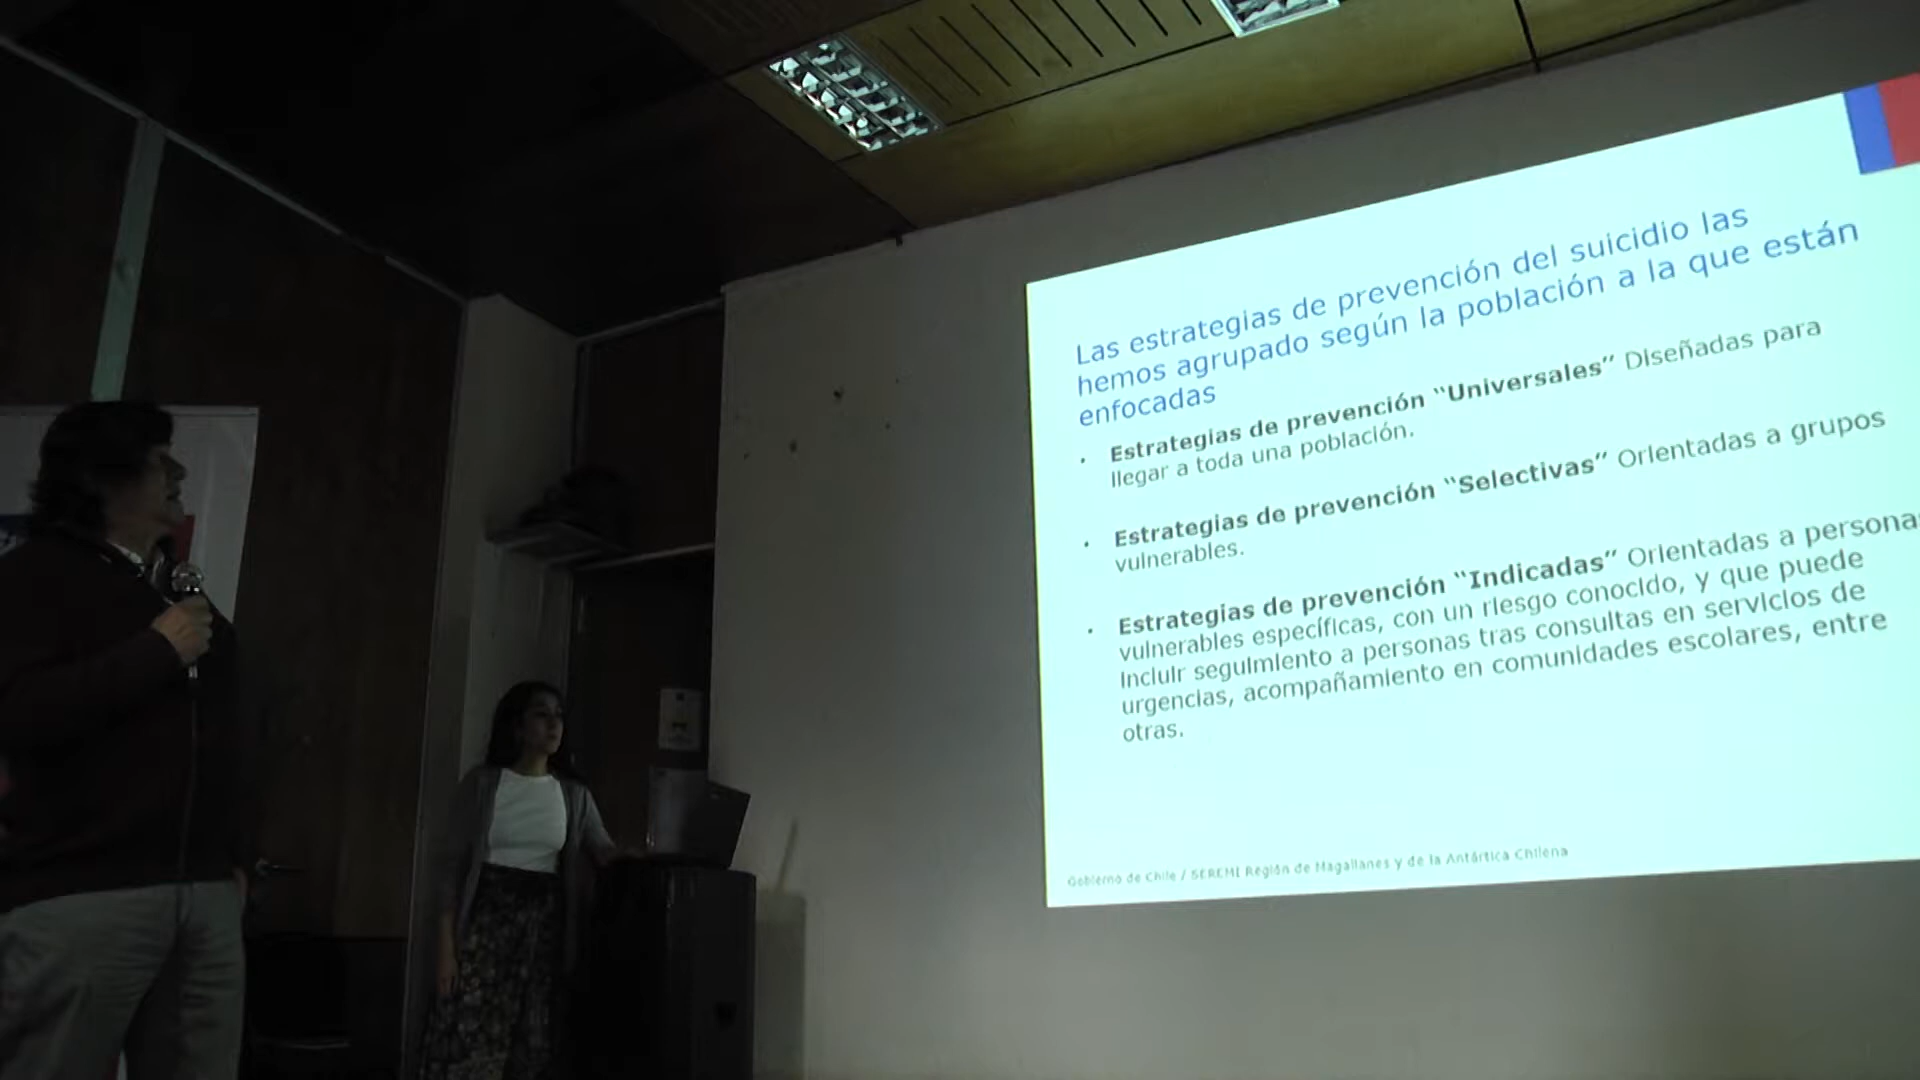 Las estrategias de prevención del suicidio las
hemos agrupado según la población a la que están
enfocadas
• Estrategias de prevención “Universales” Diseñadas para
llegar a toda una población.
• Estrategias de prevención “Selectivas” Orientadas a grupos
vulnerables.
• Estrategias de prevención “Indicadas” Orientadas a personas
vulnerables específicas, con un riesgo conocido, y que puede
Incluir seguimiento a personas tras consultas en servicios de
urgencias, acompañamiento en comunidades escolares, entre
otras.
Gobierno de Chile / SEREMI Región de Magallanes y de la Antártica Chilena